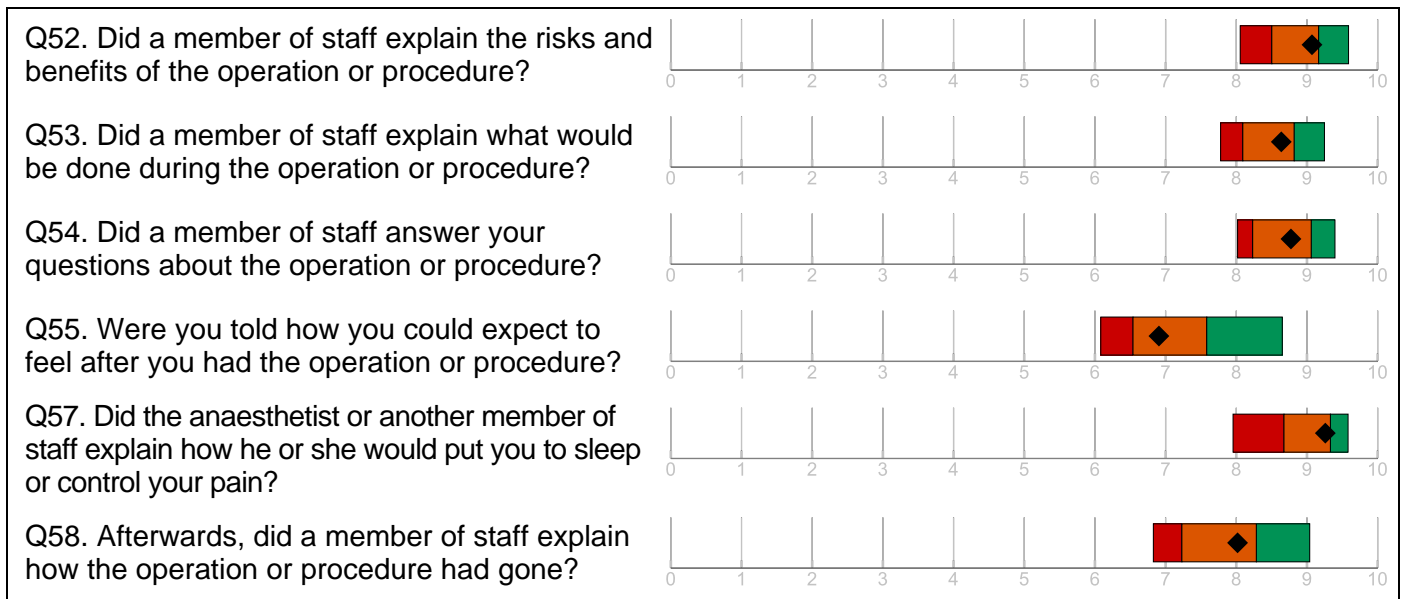 Q52. Did a member of staff explain the risks and
benefits of the operation or procedure?
0 1 2 3 4 5 6 7 8 9 10
Q53. Did a member of staff explain what would
be done during the operation or procedure?
0 1 2 3 4 5 6 7 8 9 10
Q54. Did a member of staff answer your
questions about the operation or procedure?
0 1 2 3 4 5 6 7 8 9 10
Q55. Were you told how you could expect to
feel after you had the operation or procedure?
0 1 2 3 4 5 6 7 8 9 10
Q57. Did the anaesthetist or another member of
staff explain how he or she would put you to sleep
or control your pain?
0 1 2 3 4 5 6 7 8 9 10
Q58. Afterwards, did a member of staff explain
how the operation or procedure had gone?
0 1 2 3 4 5 6 7 8 9 10